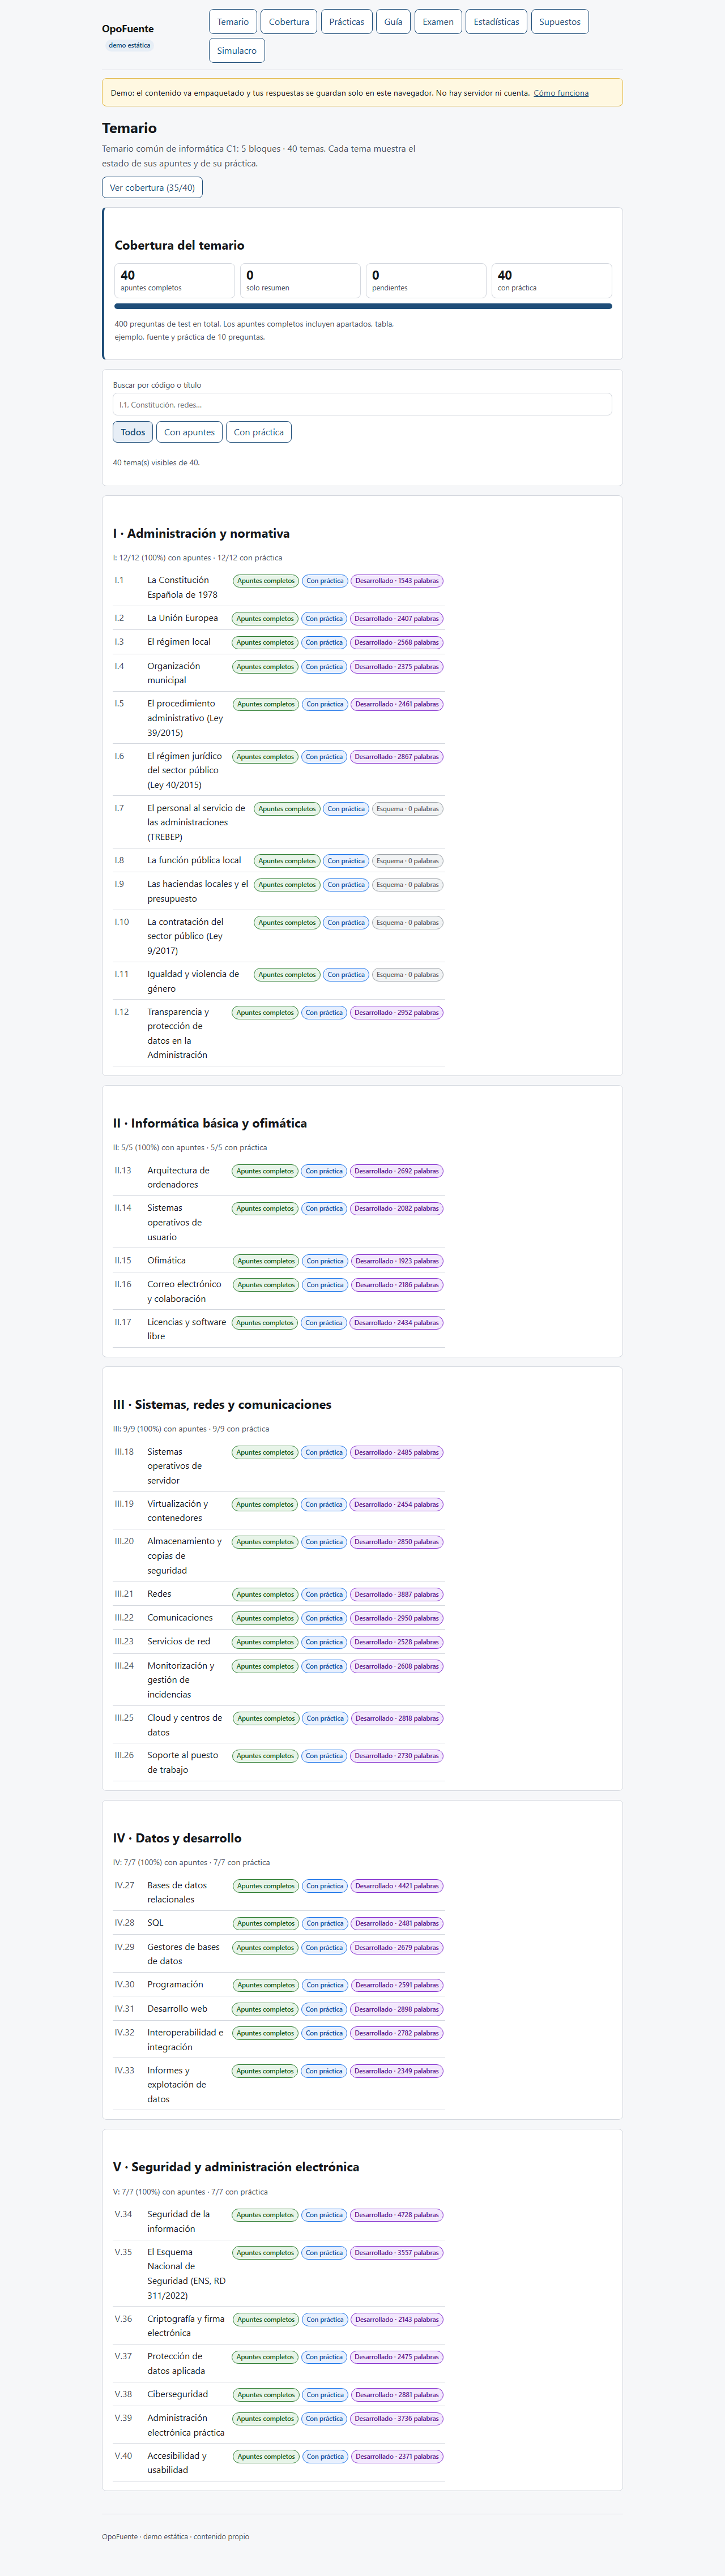 OpoFuente
demo estática
Temario
Cobertura
Prácticas
Guía
Examen
Estadísticas
Supuestos
Simulacro
Demo: el contenido va empaquetado y tus respuestas se guardan solo en este navegador. No hay servidor ni cuenta. Cómo funciona
Temario
Temario común de informática C1: 5 bloques · 40 temas. Cada tema muestra el
estado de sus apuntes y de su práctica.
Ver cobertura (35/40)
Cobertura del temario
40
apuntes completos
0
solo resumen
0
pendientes
40
con práctica
400 preguntas de test en total. Los apuntes completos incluyen apartados, tabla,
ejemplo, fuente y práctica de 10 preguntas.
Buscar por código o título
I.1, Constitución, redes...
Todos
Con apuntes
Con práctica
40 tema(s) visibles de 40.
I · Administración y normativa
I: 12/12 (100%) con apuntes · 12/12 con práctica
I.1 La Constitución Apuntes completos Con práctica Desarrollado · 1543 palabras
Española de 1978
I.2 La Unión Europea Apuntes completos Con práctica Desarrollado · 2407 palabras
I.3 El régimen local Apuntes completos Con práctica Desarrollado · 2568 palabras
I.4 Organización Apuntes completos Con práctica Desarrollado · 2375 palabras
municipal
I.5 El procedimiento Apuntes completos Con práctica Desarrollado · 2461 palabras
administrativo (Ley
39/2015)
I.6 El régimen jurídico Apuntes completos Con práctica Desarrollado · 2867 palabras
del sector público
(Ley 40/2015)
I.7 El personal al servicio de Apuntes completos Con práctica Esquema · 0 palabras
las administraciones
(TREBEP)
I.8 La función pública local Apuntes completos Con práctica Esquema · 0 palabras
I.9 Las haciendas locales y el Apuntes completos Con práctica Esquema · 0 palabras
presupuesto
I.10 La contratación del Apuntes completos Con práctica Esquema · 0 palabras
sector público (Ley
9/2017)
I.11 Igualdad y violencia de Apuntes completos Con práctica Esquema · 0 palabras
género
I.12 Transparencia y Apuntes completos Con práctica Desarrollado · 2952 palabras
protección de
datos en la
Administración
II · Informática básica y ofimática
II: 5/5 (100%) con apuntes · 5/5 con práctica
II.13 Arquitectura de Apuntes completos Con práctica Desarrollado · 2692 palabras
ordenadores
II.14 Sistemas Apuntes completos Con práctica Desarrollado · 2082 palabras
operativos de
usuario
II.15 Ofimática Apuntes completos Con práctica Desarrollado · 1923 palabras
II.16 Correo electrónico Apuntes completos Con práctica Desarrollado · 2186 palabras
y colaboración
II.17 Licencias y software Apuntes completos Con práctica Desarrollado · 2434 palabras
libre
III · Sistemas, redes y comunicaciones
III: 9/9 (100%) con apuntes · 9/9 con práctica
III.18 Sistemas Apuntes completos Con práctica Desarrollado · 2485 palabras
operativos de
servidor
III.19 Virtualización y Apuntes completos Con práctica Desarrollado · 2454 palabras
contenedores
III.20 Almacenamiento y Apuntes completos Con práctica Desarrollado · 2850 palabras
copias de
seguridad
III.21 Redes Apuntes completos Con práctica Desarrollado · 3887 palabras
III.22 Comunicaciones Apuntes completos Con práctica Desarrollado · 2950 palabras
III.23 Servicios de red Apuntes completos Con práctica Desarrollado · 2528 palabras
III.24 Monitorización y Apuntes completos Con práctica Desarrollado · 2608 palabras
gestión de
incidencias
III.25 Cloud y centros de Apuntes completos Con práctica Desarrollado · 2818 palabras
datos
III.26 Soporte al puesto Apuntes completos Con práctica Desarrollado · 2730 palabras
de trabajo
IV · Datos y desarrollo
IV: 7/7 (100%) con apuntes · 7/7 con práctica
IV.27 Bases de datos Apuntes completos Con práctica Desarrollado · 4421 palabras
relacionales
IV.28 SQL Apuntes completos Con práctica Desarrollado · 2481 palabras
IV.29 Gestores de bases Apuntes completos Con práctica Desarrollado · 2679 palabras
de datos
IV.30 Programación Apuntes completos Con práctica Desarrollado · 2591 palabras
IV.31 Desarrollo web Apuntes completos Con práctica Desarrollado · 2898 palabras
IV.32 Interoperabilidad e Apuntes completos Con práctica Desarrollado · 2782 palabras
integración
IV.33 Informes y Apuntes completos Con práctica Desarrollado · 2349 palabras
explotación de
datos
V · Seguridad y administración electrónica
V: 7/7 (100%) con apuntes · 7/7 con práctica
V.34 Seguridad de la Apuntes completos Con práctica Desarrollado · 4728 palabras
información
V.35 El Esquema Apuntes completos Con práctica Desarrollado · 3557 palabras
Nacional de
Seguridad (ENS, RD
311/2022)
V.36 Criptografía y firma Apuntes completos Con práctica Desarrollado · 2143 palabras
electrónica
V.37 Protección de Apuntes completos Con práctica Desarrollado · 2475 palabras
datos aplicada
V.38 Ciberseguridad Apuntes completos Con práctica Desarrollado · 2881 palabras
V.39 Administración Apuntes completos Con práctica Desarrollado · 3736 palabras
electrónica práctica
V.40 Accesibilidad y Apuntes completos Con práctica Desarrollado · 2371 palabras
usabilidad
OpoFuente · demo estática · contenido propio